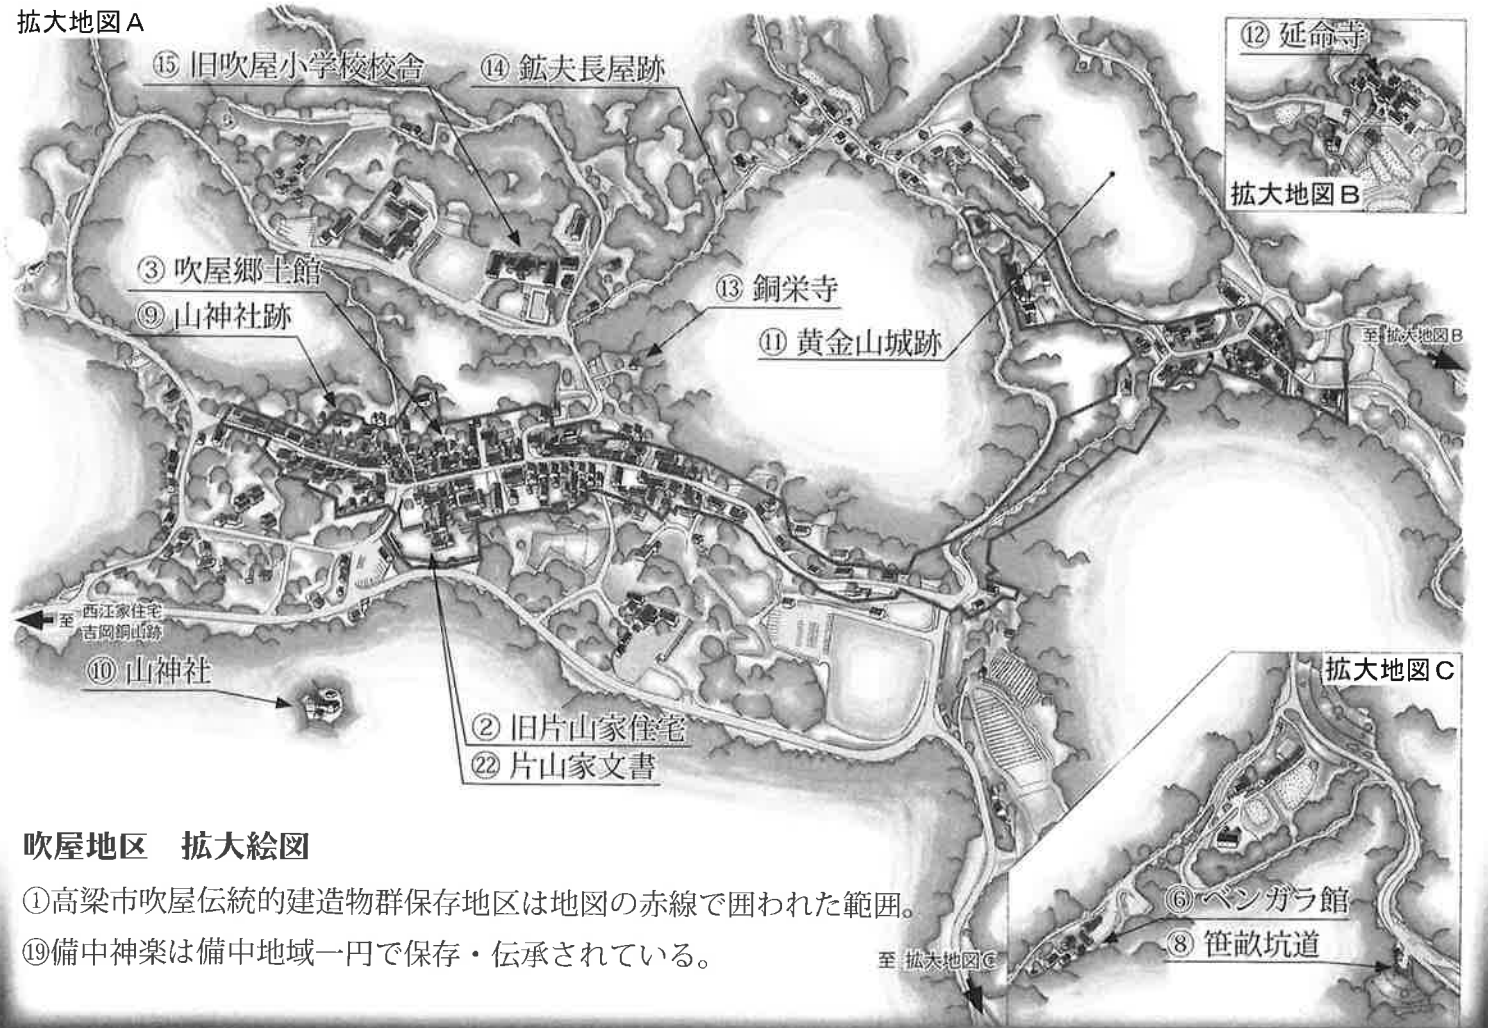 拡大地図A
⑮ 旧吹屋小学校校舎
⑭ 鉱夫長屋跡
⑫ 延命寺
拡大地図B
③ 吹屋郷土館
⑨ 山神社跡
⑬ 銅栄寺
⑪ 黄金山城跡
至 拡大地図B
至 西江家住宅
吉岡銅山跡
⑩ 山神社
② 旧片山家住宅
㉒ 片山家文書
拡大地図C
⑥ ベンガラ館
⑧ 笹畝坑道
至 拡大地図C
吹屋地区 拡大絵図
①高梁市吹屋伝統的建造物群保存地区は地図の赤線で囲われた範囲。
⑲備中神楽は備中地域一円で保存・伝承されている。